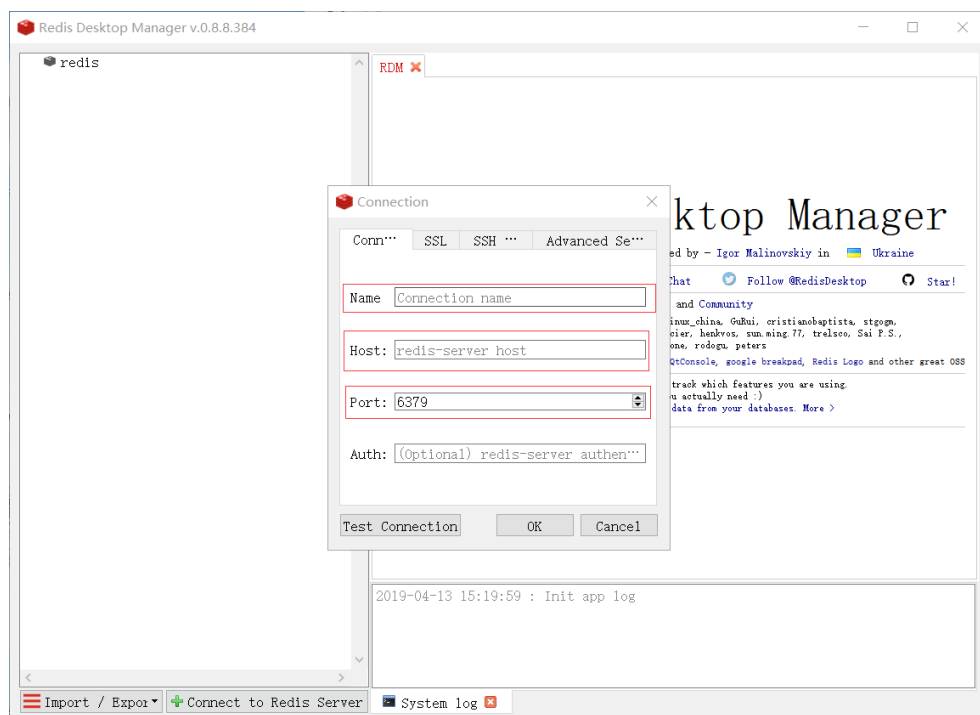 Redis Desktop Manager v.0.8.8.384
redis
RDM
Connection
Conn···
SSL
SSH ···
Advanced Se···
Name
Connection name
Host:
redis-server host
Port:
6379
Auth:
(Optional) redis-server authen···
Test Connection
OK
Cancel
ktop Manager
ed by - Igor Malinovskiy in Ukraine
Chat Follow @RedisDesktop Star!
and Community
inux_china, GuRui, cristianobaptista, stgogm,
cier, henkvos, sun.ming.77, trelsco, Sai P.S.,
one, rodogu, peters
QtConsole, google breakpad, Redis Logo and other great OSS
track which features you are using.
u actually need :)
data from your databases. More >
2019-04-13 15:19:59 : Init app log
Import / Expor
Connect to Redis Server
System log